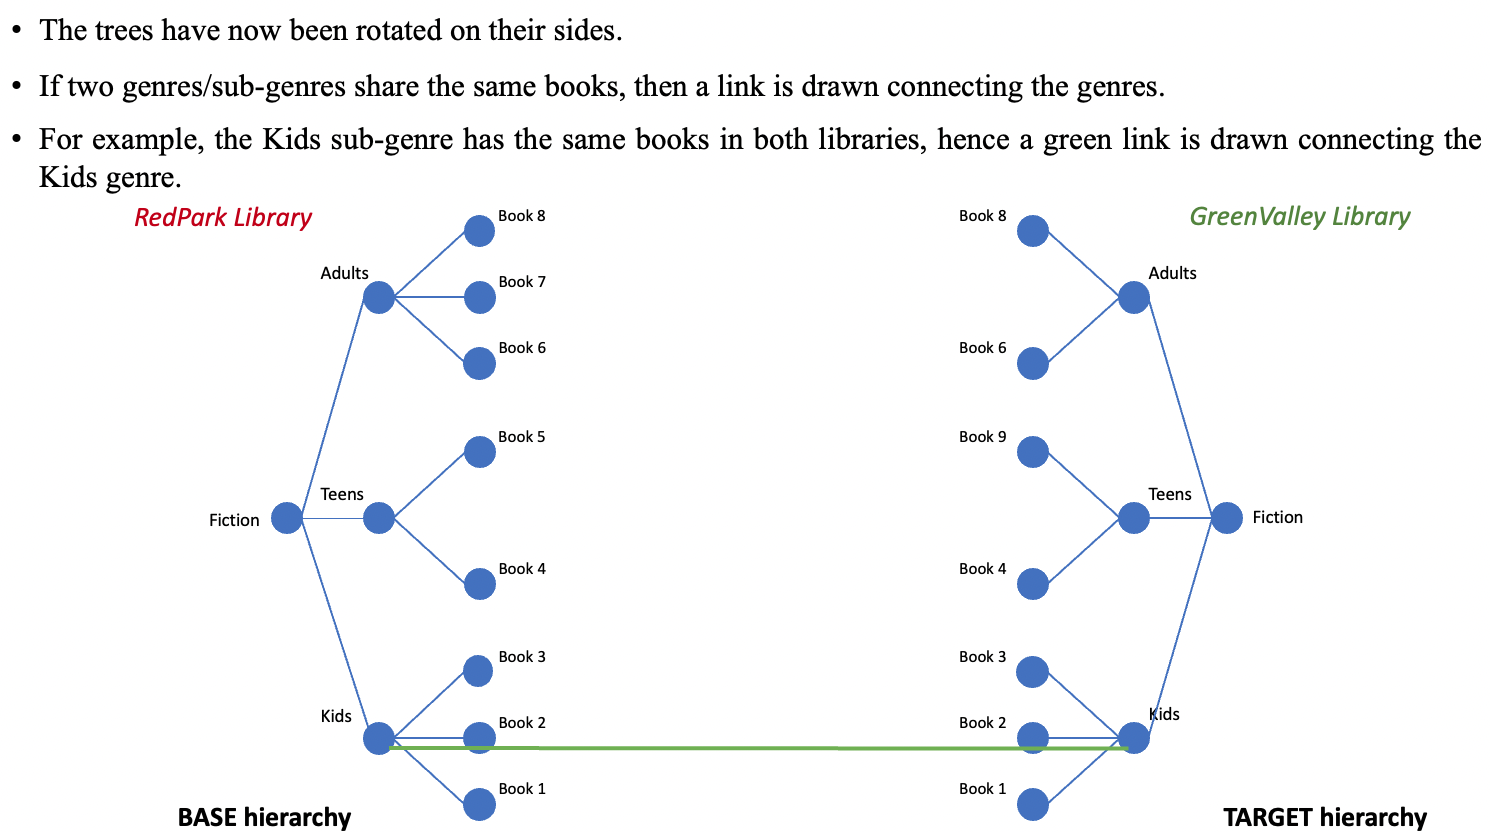 • The trees have now been rotated on their sides.
• If two genres/sub-genres share the same books, then a link is drawn connecting the genres.
• For example, the Kids sub-genre has the same books in both libraries, hence a green link is drawn connecting the
Kids genre.
RedPark Library
Book 8
Adults
Book 7
Book 6
Book 5
Teens
Fiction
Book 4
Book 3
Kids
Book 2
Book 1
BASE hierarchy
GreenValley Library
Book 8
Adults
Book 6
Book 9
Teens
Fiction
Book 4
Book 3
Kids
Book 2
Book 1
TARGET hierarchy